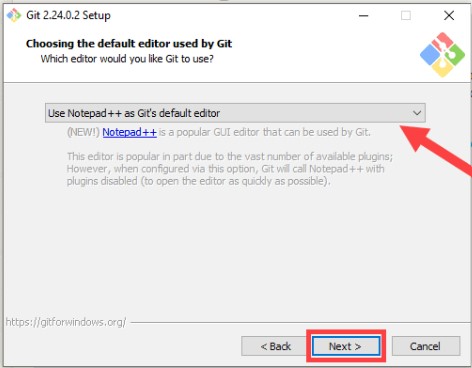 Git 2.24.0.2 Setup
Choosing the default editor used by Git
Which editor would you like Git to use?
Use Notepad++ as Git's default editor
(NEW!) Notepad++ is a popular GUI editor that can be used by Git.
This editor is popular in part due to the vast number of available plugins;
However, when configured via this option, Git will call Notepad++ with
plugins disabled (to open the editor as quickly as possible).
https://gitforwindows.org/
< Back
Next >
Cancel